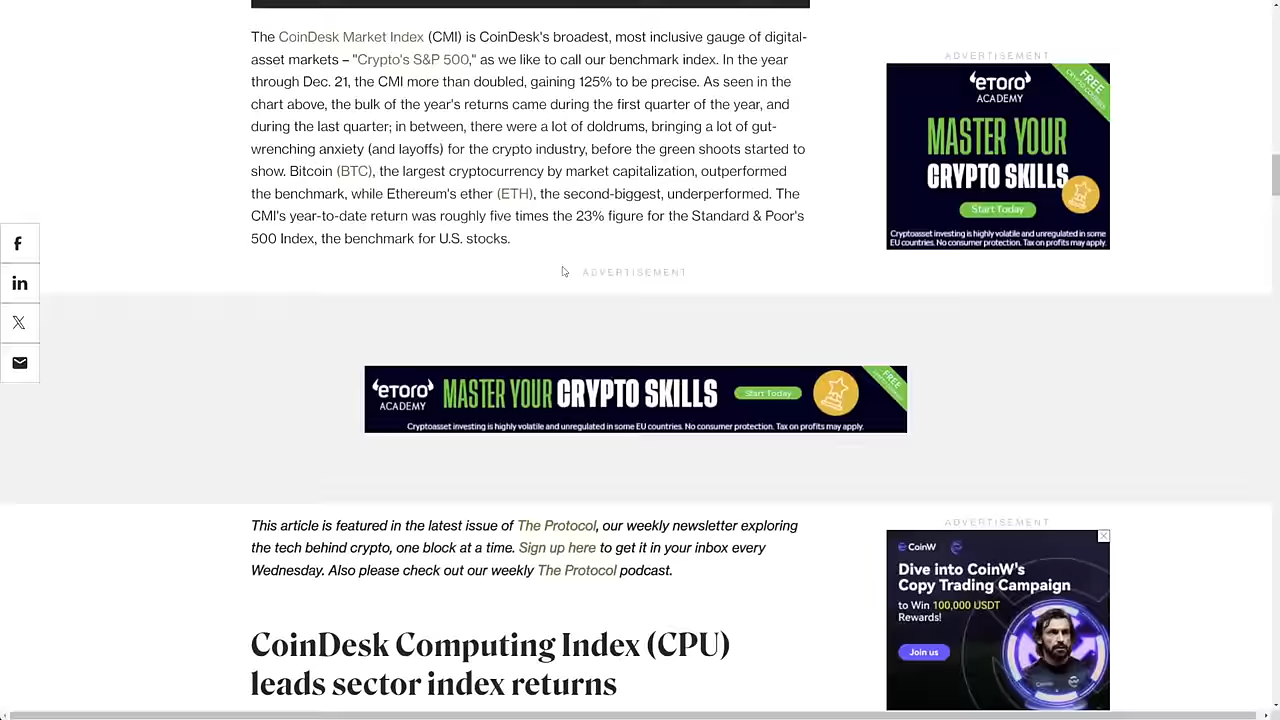 The CoinDesk Market Index (CMI) is CoinDesk's broadest, most inclusive gauge of digital-
asset markets – "Crypto's S&P 500," as we like to call our benchmark index. In the year
through Dec. 21, the CMI more than doubled, gaining 125% to be precise. As seen in the
chart above, the bulk of the year's returns came during the first quarter of the year, and
during the last quarter; in between, there were a lot of doldrums, bringing a lot of gut-
wrenching anxiety (and layoffs) for the crypto industry, before the green shoots started to
show. Bitcoin (BTC), the largest cryptocurrency by market capitalization, outperformed
the benchmark, while Ethereum's ether (ETH), the second-biggest, underperformed. The
CMI's year-to-date return was roughly five times the 23% figure for the Standard & Poor's
500 Index, the benchmark for U.S. stocks.
ADVERTISEMENT
eToro
ACADEMY
FREE
MASTER YOUR
CRYPTO SKILLS
Start Today
Cryptoasset investing is highly volatile and unregulated in some
EU countries. No consumer protection. Tax on profits may apply.
f
in
X
ADVERTISEMENT
eToro
ACADEMY
MASTER YOUR CRYPTO SKILLS
Start Today
FREE
Cryptoasset investing is highly volatile and unregulated in some EU countries. No consumer protection. Tax on profits may apply.
This article is featured in the latest issue of The Protocol, our weekly newsletter exploring
the tech behind crypto, one block at a time. Sign up here to get it in your inbox every
Wednesday. Also please check out our weekly The Protocol podcast.
CoinDesk Computing Index (CPU)
leads sector index returns
ADVERTISEMENT
CoinW
Dive into CoinW's
Copy Trading Campaign
to Win 100,000 USDT
Rewards!
Join us